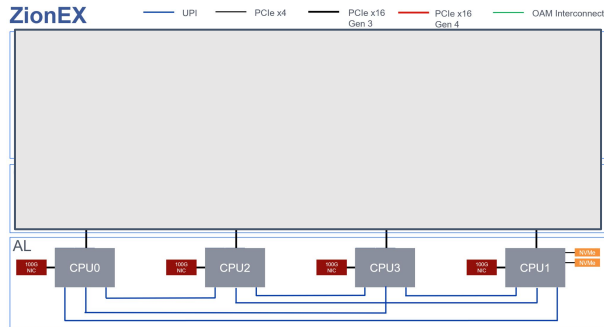 ZionEX
UPI
PCIe x4
PCIe x16
Gen 3
PCIe x16
Gen 4
OAM Interconnect
AL
100G
NIC
CPU0
100G
NIC
CPU2
100G
NIC
CPU3
100G
NIC
CPU1
NVMe
NVMe